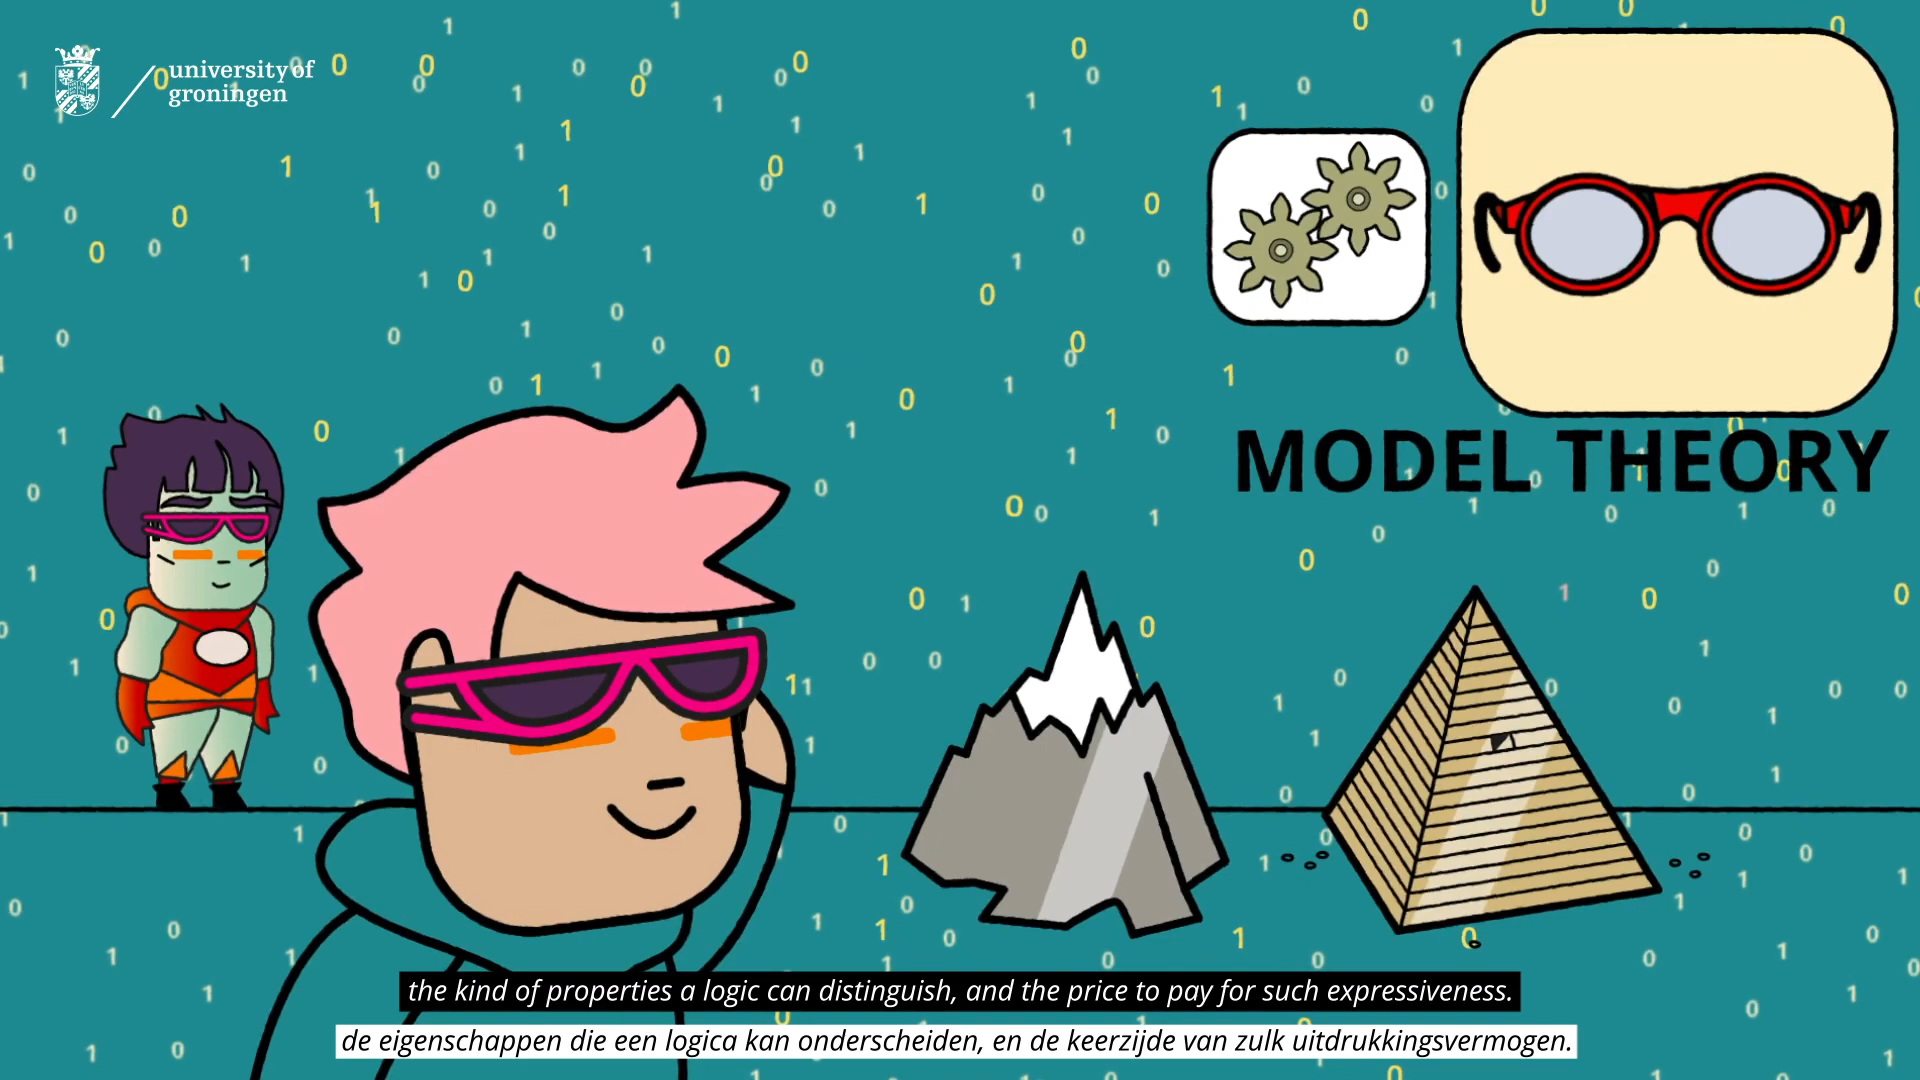 university of
groningen
MODEL THEORY
the kind of properties a logic can distinguish, and the price to pay for such expressiveness.
de eigenschappen die een logica kan onderscheiden, en de keerzijde van zulk uitdrukkingsvermogen.